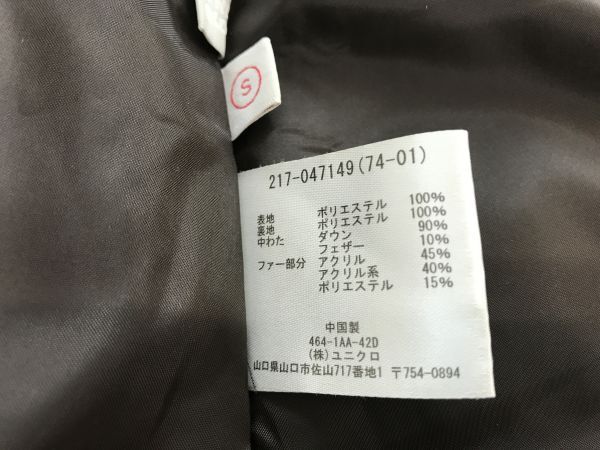 S
217-047149(74-01)
表地 ポリエステル 100%
裏地 ポリエステル 100%
中わた ダウン 90%
フェザー 10%
ファー部分 アクリル 45%
アクリル系 40%
ポリエステル 15%
中国製
464-1AA-42D
(株)ユニクロ
山口県山口市佐山717番地1 〒754-0894